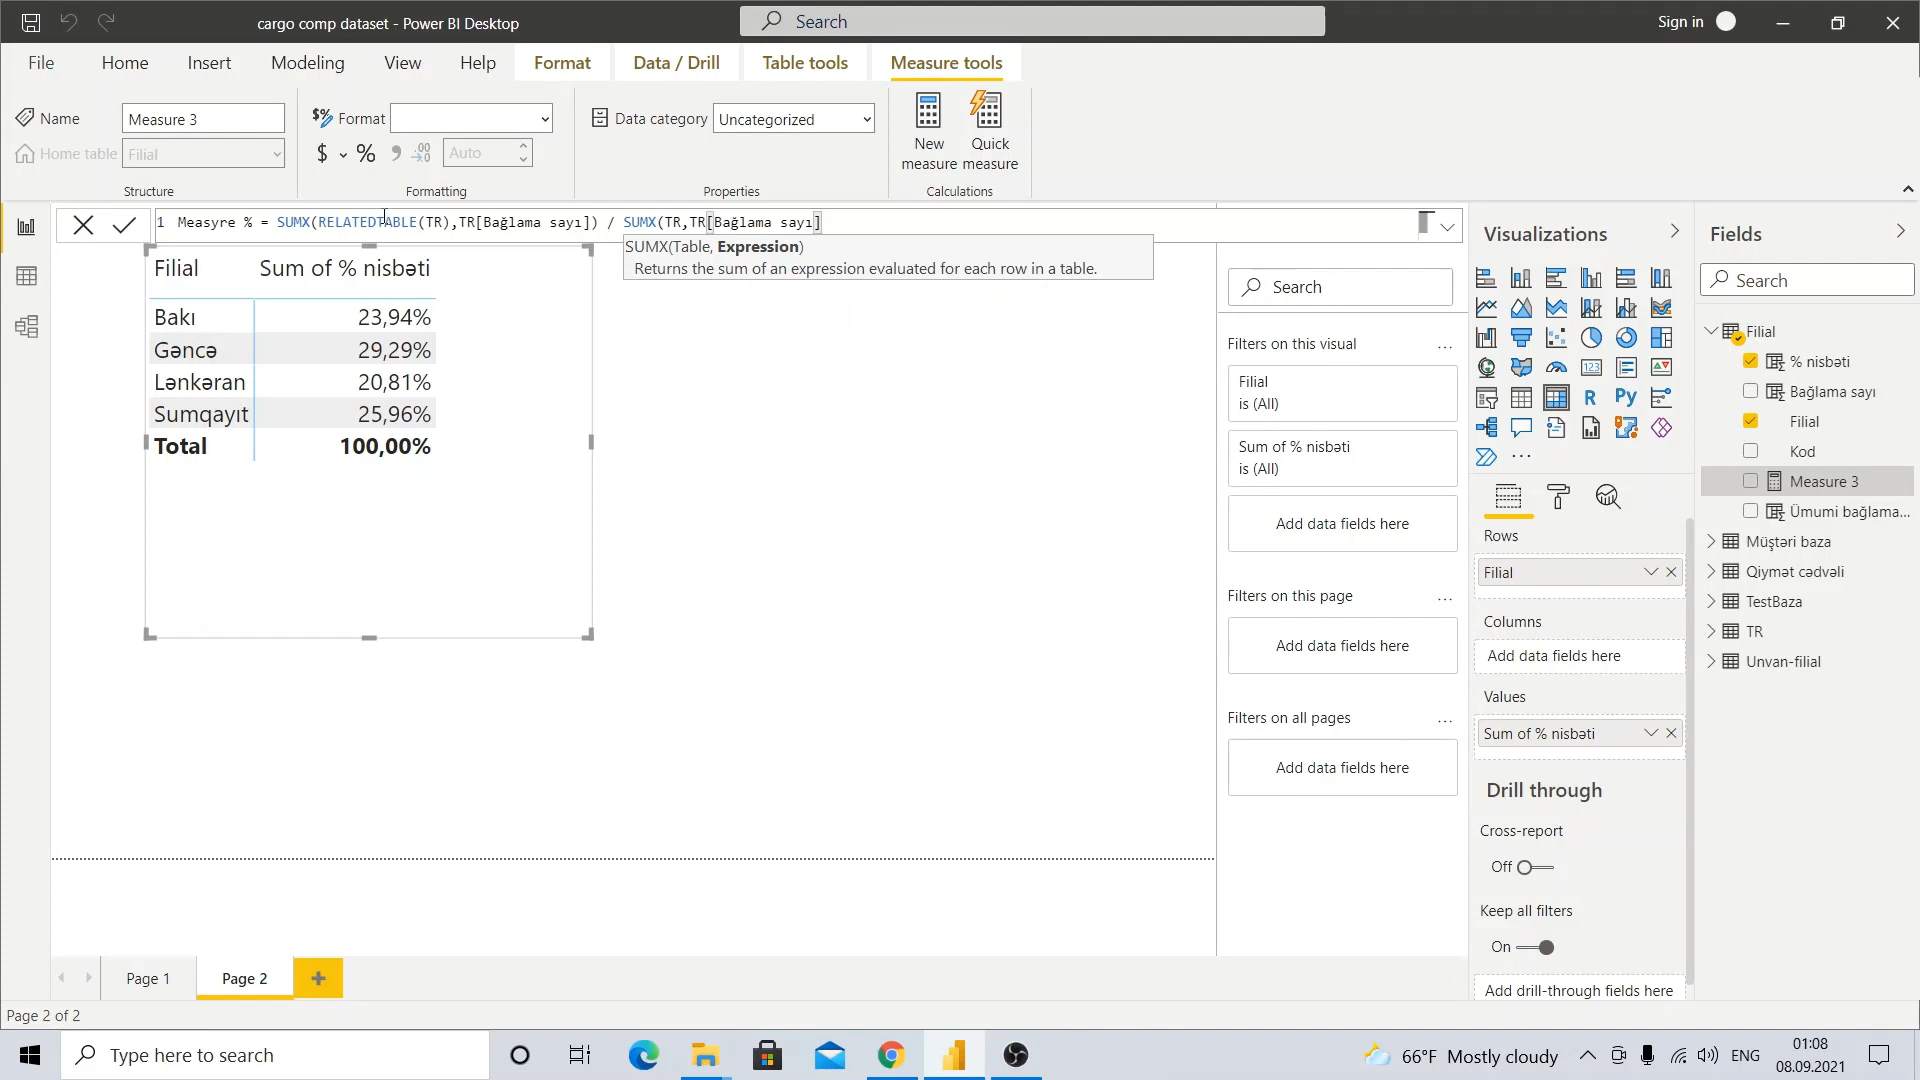 cargo comp dataset - Power BI Desktop
Search
Sign in
File
Home
Insert
Modeling
View
Help
Format
Data / Drill
Table tools
Measure tools
Name
Measure 3
Home table
Filial
Structure
$% Format
$ % 9 .00
Auto
Formatting
Data category
Uncategorized
Properties
New measure
Quick measure
Calculations
1 Measyre % = SUMX(RELATEDTABLE(TR),TR[Bağlama sayı]) / SUMX(TR,TR[Bağlama sayı]
SUMX(Table, Expression)
Returns the sum of an expression evaluated for each row in a table.
Filial Sum of % nisbəti
Bakı 23,94%
Gəncə 29,29%
Lənkəran 20,81%
Sumqayıt 25,96%
Total 100,00%
Search
Filters on this visual ...
Filial
is (All)
Sum of % nisbəti
is (All)
Add data fields here
Filters on this page ...
Add data fields here
Filters on all pages ...
Add data fields here
Visualizations
123
R Py
...
Rows
Filial
Columns
Add data fields here
Values
Sum of % nisbəti
Drill through
Cross-report
Off
Keep all filters
On
Add drill-through fields here
Fields
Search
Filial
% nisbəti
Bağlama sayı
Filial
Kod
Measure 3
Ümumi bağlama...
Müştəri baza
Qiymət cədvəli
TestBaza
TR
Unvan-filial
Page 1
Page 2
+
Page 2 of 2
Type here to search
66°F Mostly cloudy
ENG
01:08
08.09.2021